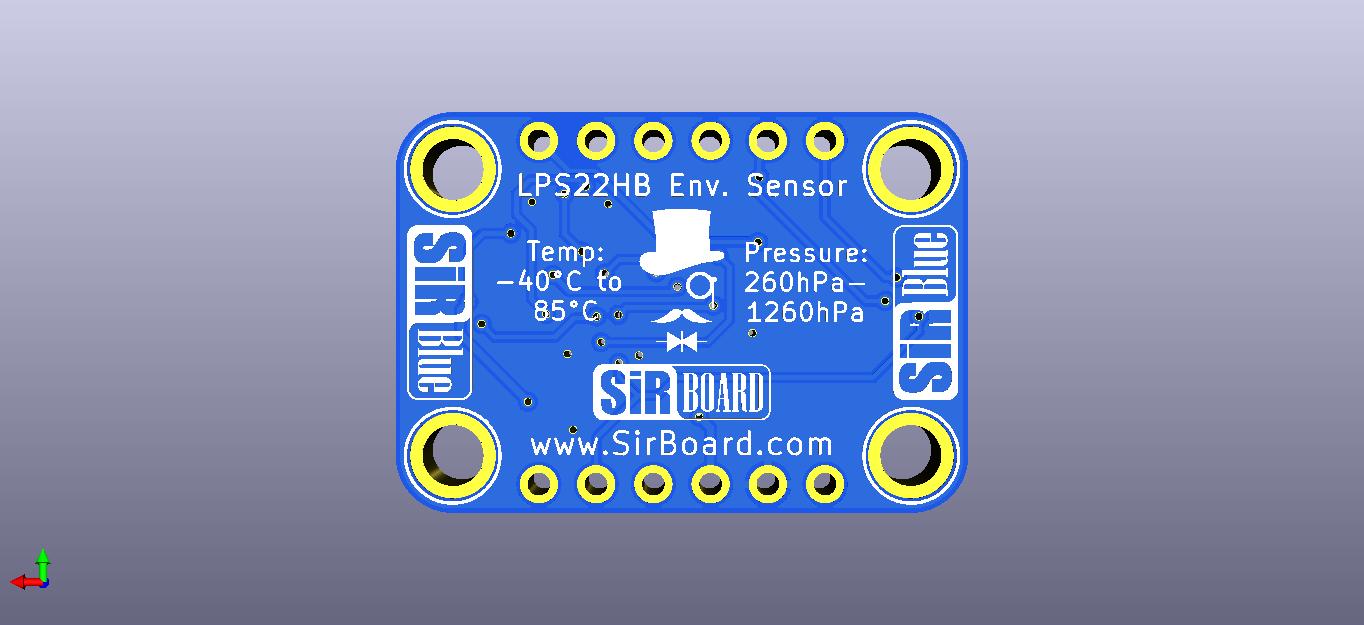 LPS22HB Env. Sensor
Temp:
-40°C to
85°C
Pressure:
260hPa-
1260hPa
SiR Blue
SiR Blue
SiR BOARD
www.SirBoard.com